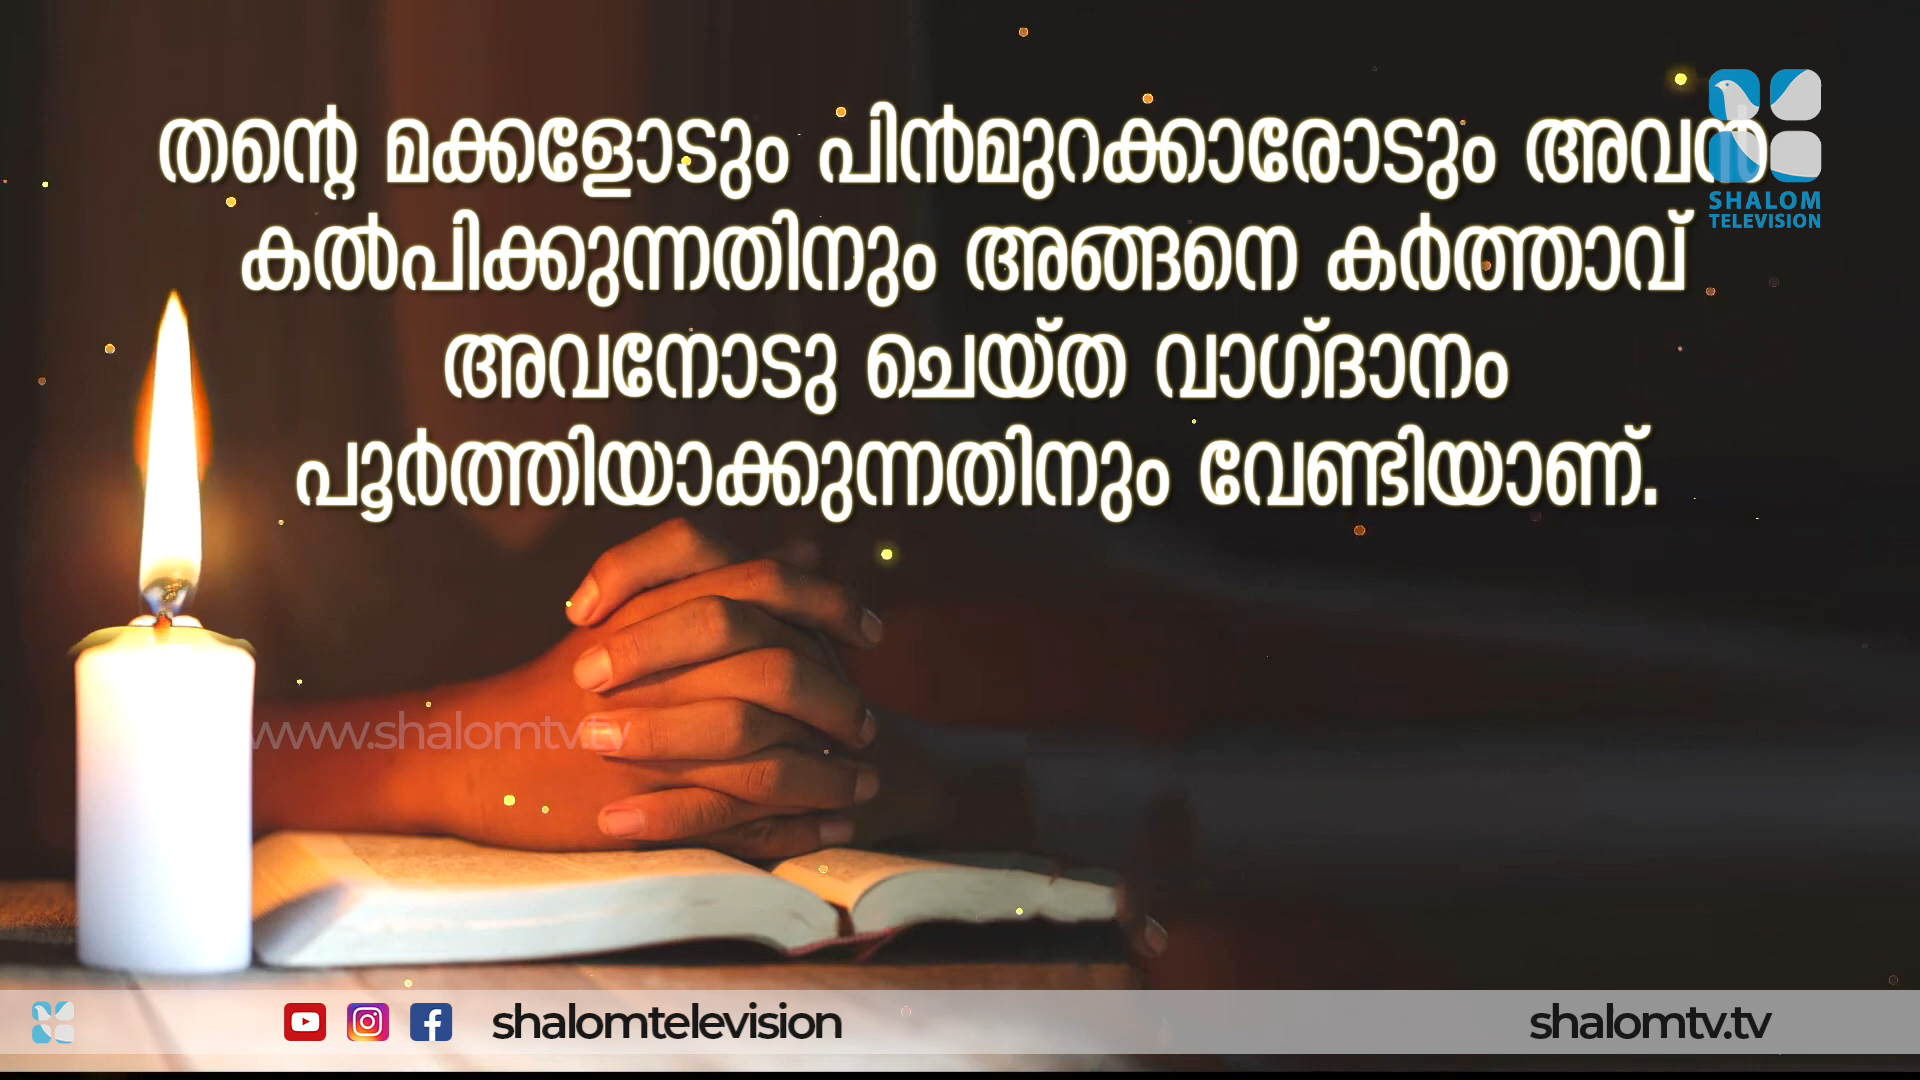 തന്റെ മക്കളോടും പിൻമുറക്കാരോടും അവൻ
കൽപിക്കുന്നതിനും അങ്ങനെ കർത്താവ്
അവനോടു ചെയ്ത വാഗ്ദാനം
പൂർത്തിയാക്കുന്നതിനും വേണ്ടിയാണ്.
SHALOM
TELEVISION
www.shalomtv.tv
shalomtelevision
shalomtv.tv